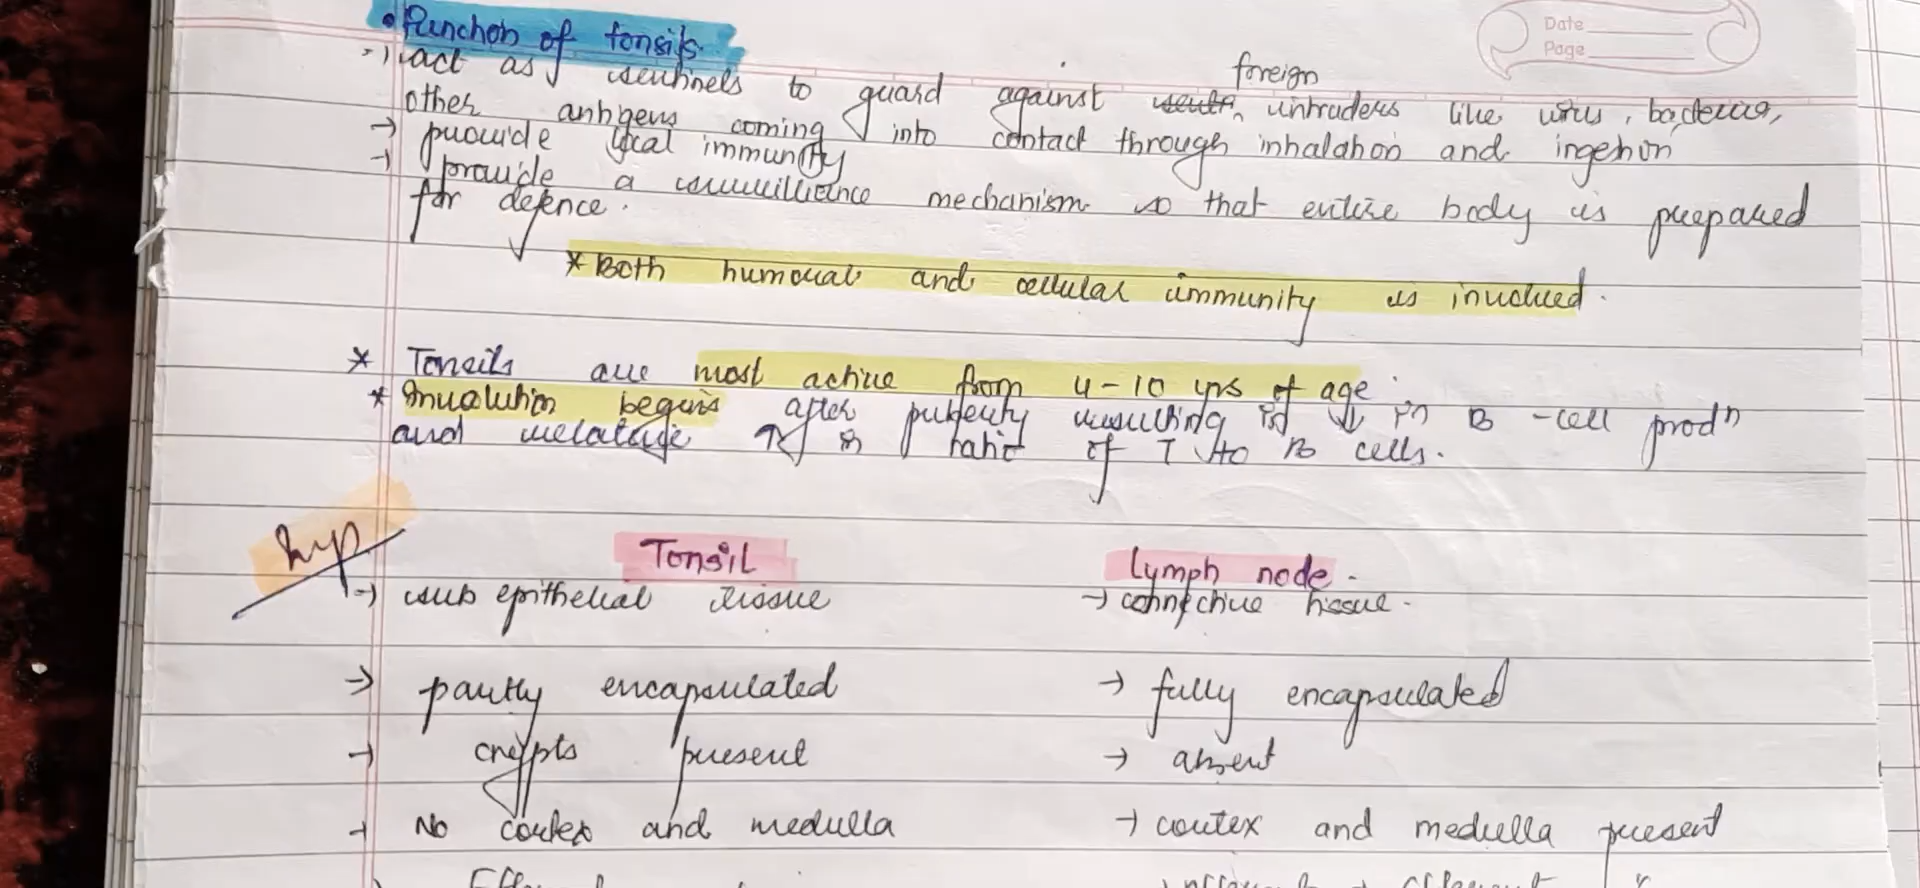 Date
Page
• Function of tonsils
→ act as sentinels to guard against foreign intruders like virus, bacteria,
other antigens coming into contact through inhalation and ingestion
→ provide local immunity
→ provide a surveilliance mechanism so that entire body is prepared
for defence.
* Both humoral and cellular immunity is involved.
* Tonsils are most active from 4-10 yrs of age.
* Involution begins after puberty resulting in ↓ in B-cell prodⁿ
and relative ↑ in ratio of T to B cells.
Imp
Tonsil Lymph node.
→ sub epithelial tissue → connective tissue.
→ partly encapsulated → fully encapsulated
→ crypts present → absent
→ No cortex and medulla → cortex and medulla present